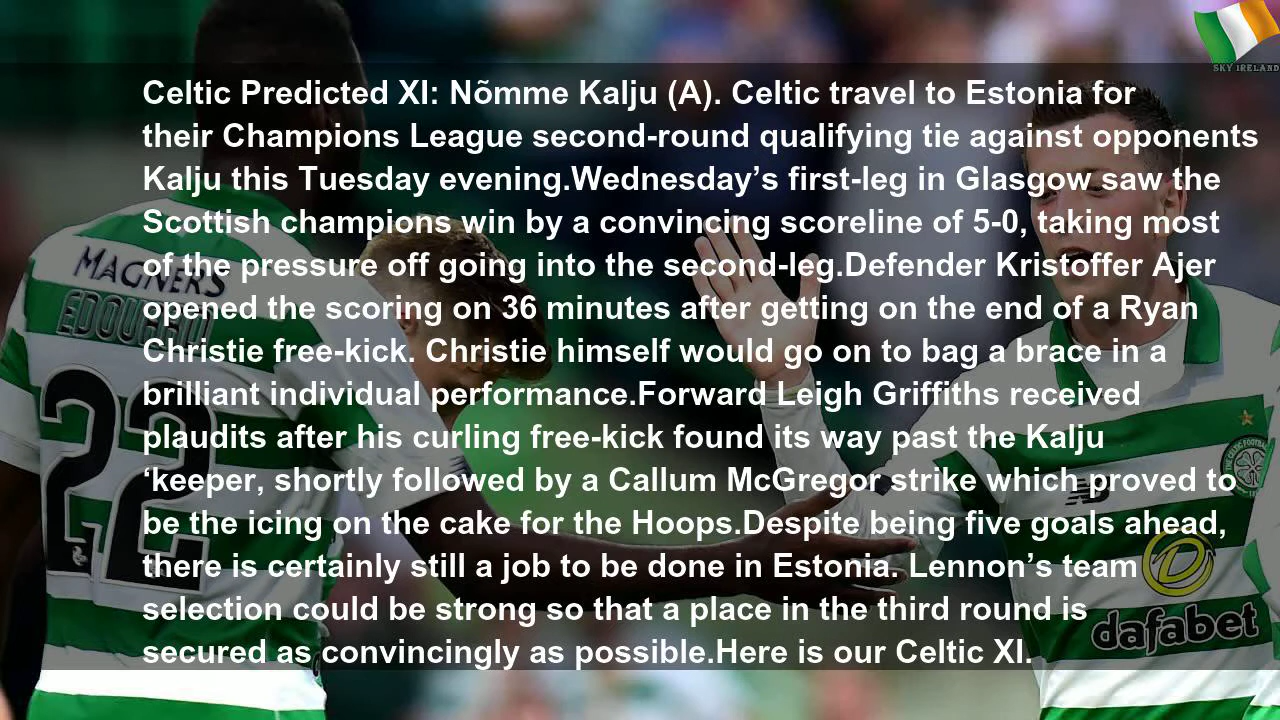 SKY IRELAND
Celtic Predicted XI: Nõmme Kalju (A). Celtic travel to Estonia for
their Champions League second-round qualifying tie against opponents
Kalju this Tuesday evening.Wednesday’s first-leg in Glasgow saw the
Scottish champions win by a convincing scoreline of 5-0, taking most
of the pressure off going into the second-leg.Defender Kristoffer Ajer
opened the scoring on 36 minutes after getting on the end of a Ryan
Christie free-kick. Christie himself would go on to bag a brace in a
brilliant individual performance.Forward Leigh Griffiths received
plaudits after his curling free-kick found its way past the Kalju
‘keeper, shortly followed by a Callum McGregor strike which proved to
be the icing on the cake for the Hoops.Despite being five goals ahead,
there is certainly still a job to be done in Estonia. Lennon’s team
selection could be strong so that a place in the third round is
secured as convincingly as possible.Here is our Celtic XI.
MAGNERS
EDOUARD
22
dafabet